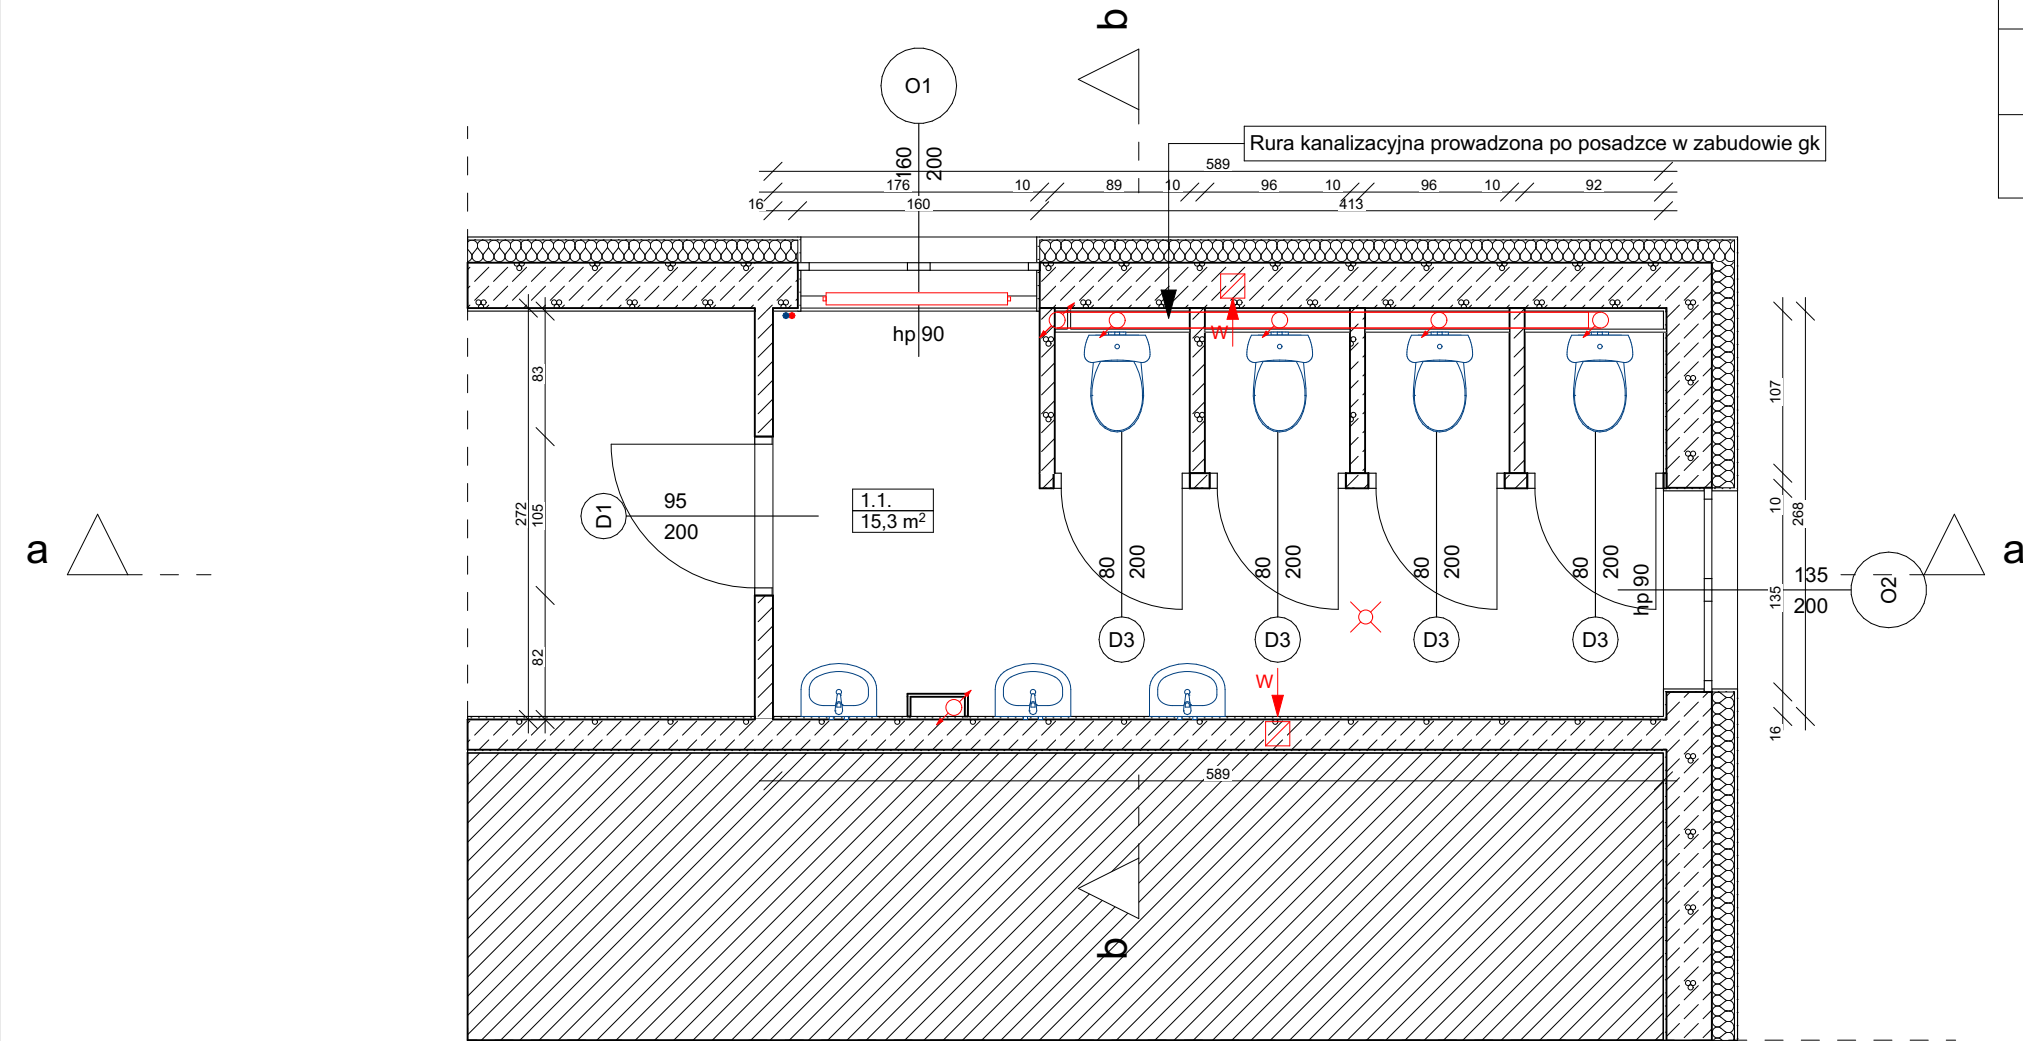 b
O1
Rura kanalizacyjna prowadzona po posadzce w zabudowie gk
160
200
589
176 10 89 10 96 10 96 10 92
16 160 413
hp 90
W
83
107
272
105
95
200
D1
1.1.
15,3 m²
10
268
a
a
80
200
80
200
80
200
80
200
hp 90
135
135
200
O2
D3 D3 D3 D3
82
W
16
589
b